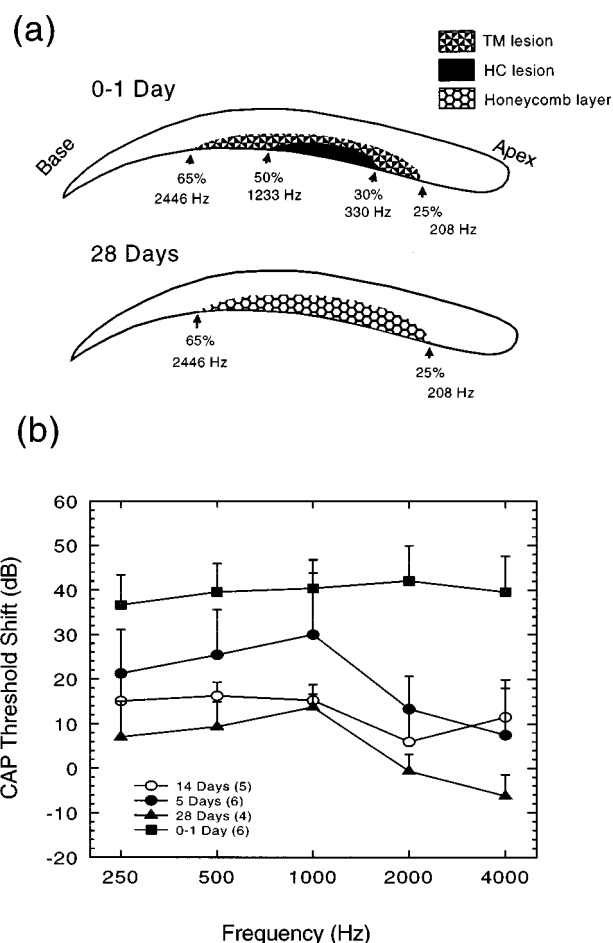 (a)
TM lesion
HC lesion
Honeycomb layer
0-1 Day
Base
Apex
65%
2446 Hz
50%
1233 Hz
30%
330 Hz
25%
208 Hz
28 Days
65%
2446 Hz
25%
208 Hz
(b)
CAP Threshold Shift (dB)
60
50
40
30
20
10
0
-10
-20
14 Days (5)
5 Days (6)
28 Days (4)
0-1 Day (6)
250 500 1000 2000 4000
Frequency (Hz)